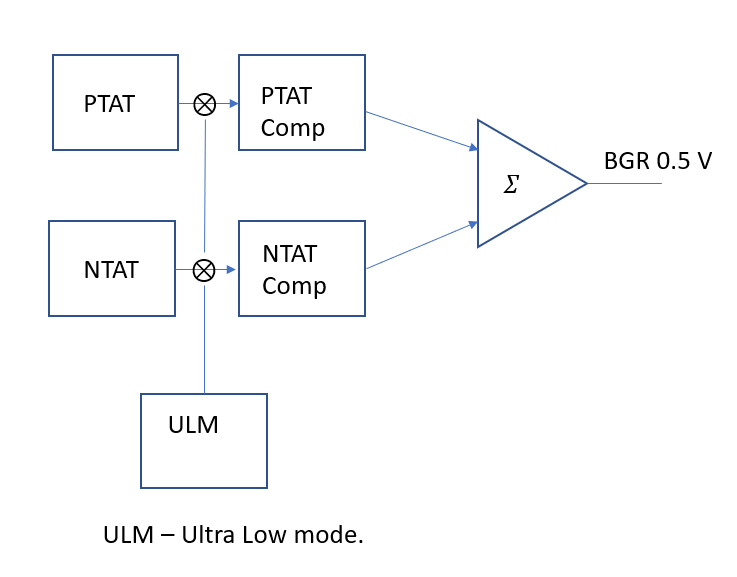 PTAT
PTAT
Comp
Σ
BGR 0.5 V
NTAT
NTAT
Comp
ULM
ULM – Ultra Low mode.